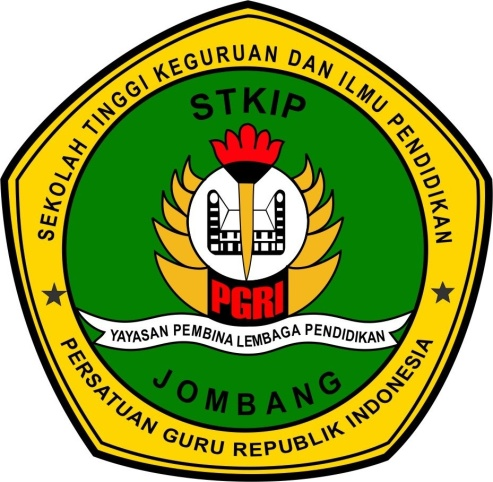 SEKOLAH TINGGI KEGURUAN DAN ILMU PENDIDIKAN
STKIP
PGRI
YAYASAN PEMBINA LEMBAGA PENDIDIKAN
JOMBANG
PERSATUAN GURU REPUBLIK INDONESIA